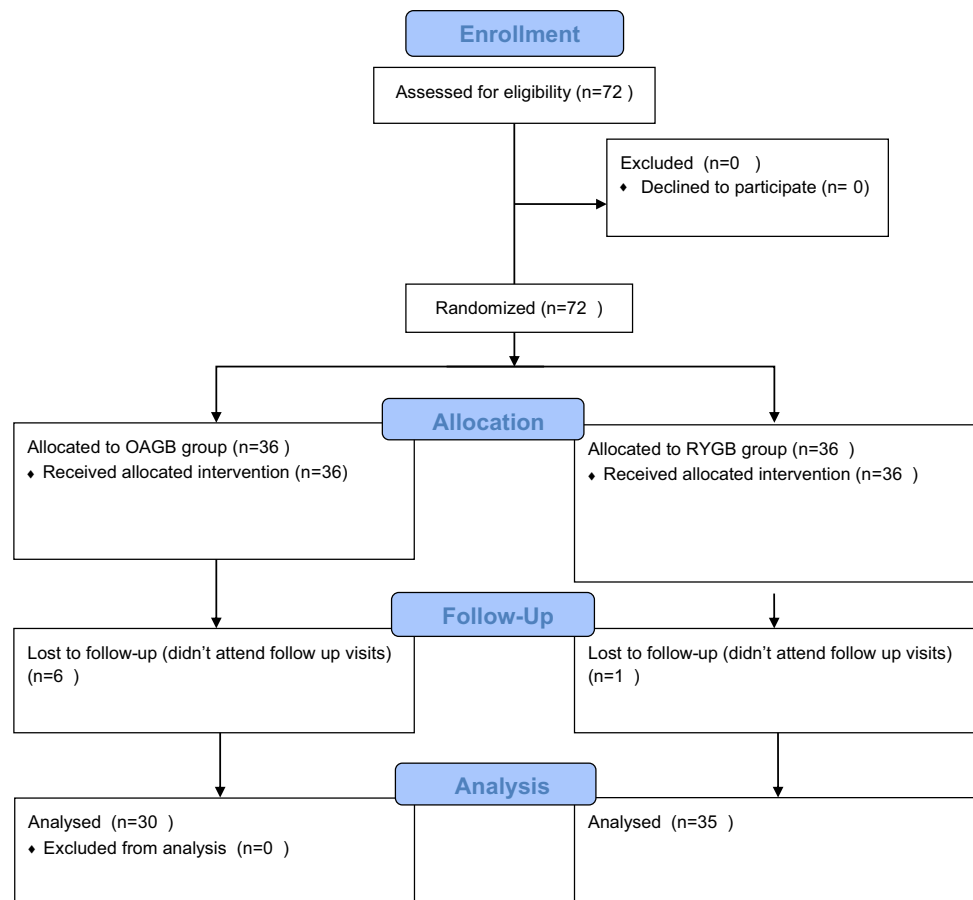 Enrollment
Assessed for eligibility (n=72 )
Excluded (n=0 )
♦ Declined to participate (n= 0)
Randomized (n=72 )
Allocation
Allocated to OAGB group (n=36 )
♦ Received allocated intervention (n=36)
Allocated to RYGB group (n=36 )
♦ Received allocated intervention (n=36 )
Follow-Up
Lost to follow-up (didn’t attend follow up visits)
(n=6 )
Lost to follow-up (didn’t attend follow up visits)
(n=1 )
Analysis
Analysed (n=30 )
♦ Excluded from analysis (n=0 )
Analysed (n=35 )